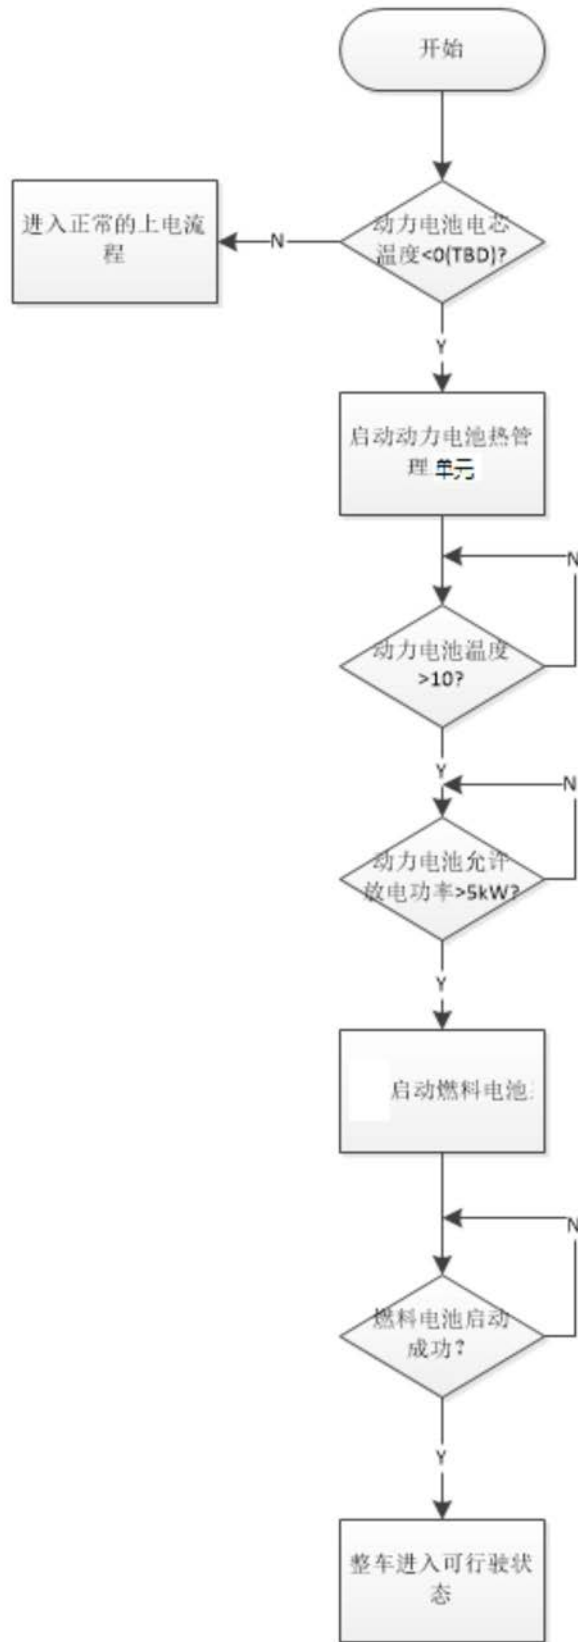 开始
进入正常的上电流
程
N
动力电池电芯
温度<0(TBD)?
Y
启动动力电池热管
理 单元
N
动力电池温度
>10?
Y
N
动力电池允许
放电功率>5kW?
Y
启动燃料电池
N
燃料电池启动
成功?
Y
整车进入可行驶状
态